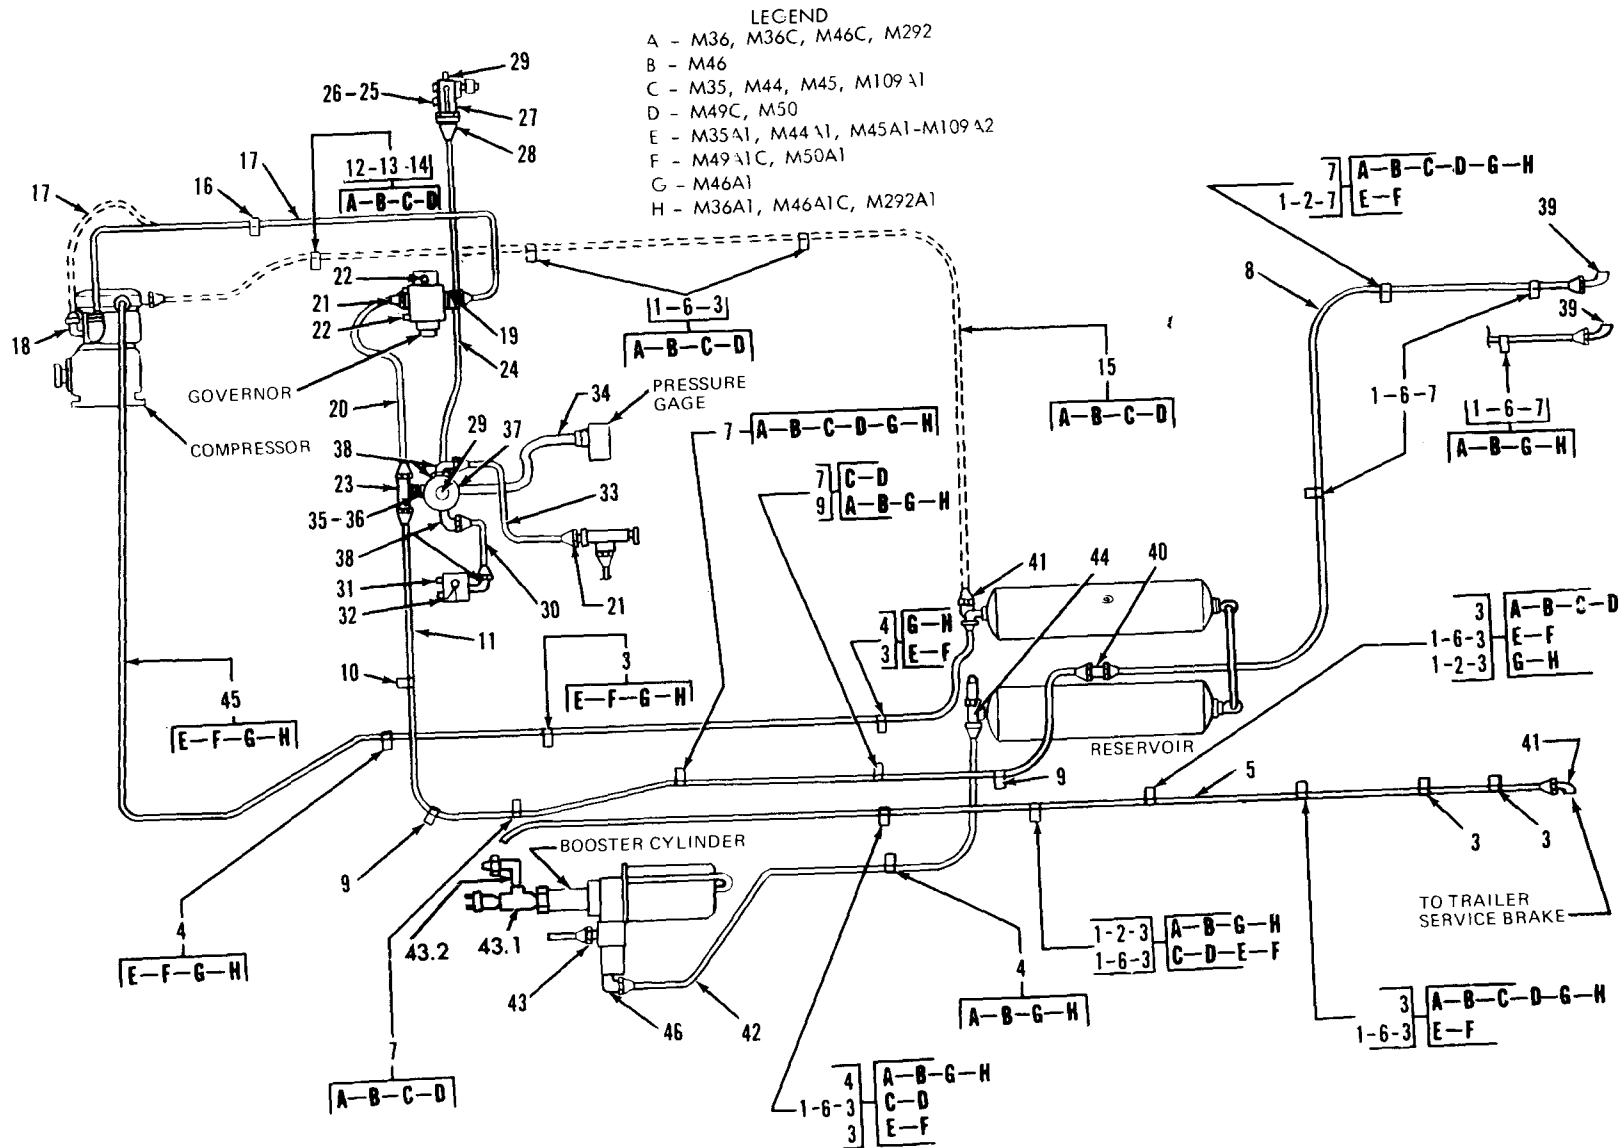 LEGEND
A - M36, M36C, M46C, M292
B - M46
C - M35, M44, M45, M109A1
D - M49C, M50
E - M35A1, M44A1, M45A1-M109A2
F - M49A1C, M50A1
G - M46A1
H - M36A1, M46A1C, M292A1
29
26-25
27
28
12-13-14
A-B-C-D
17
16
17
7 A-B-C-D-G-H
1-2-7 E-F
39
8
39
22
21
22
19
24
18
1-6-3
A-B-C-D
GOVERNOR
COMPRESSOR
20
34
PRESSURE
GAGE
15
A-B-C-D
1-6-7
1-6-7
A-B-G-H
38
29
37
7 A-B-C-D-G-H
23
35-36
33
7 C-D
9 A-B-G-H
38
31
32
30
21
41
44
40
11
10
3
E-F-G-H
4 G-H
3 E-F
3 A-B-C-D
1-6-3 E-F
1-2-3 G-H
45
E-F-G-H
RESERVOIR
9
5
41
9
BOOSTER CYLINDER
3
3
43.2
43.1
TO TRAILER
SERVICE BRAKE
4
E-F-G-H
43
46
42
4
A-B-G-H
1-2-3 A-B-G-H
1-6-3 C-D-E-F
3 A-B-C-D-G-H
1-6-3 E-F
7
A-B-C-D
4 A-B-G-H
1-6-3 C-D
3 E-F